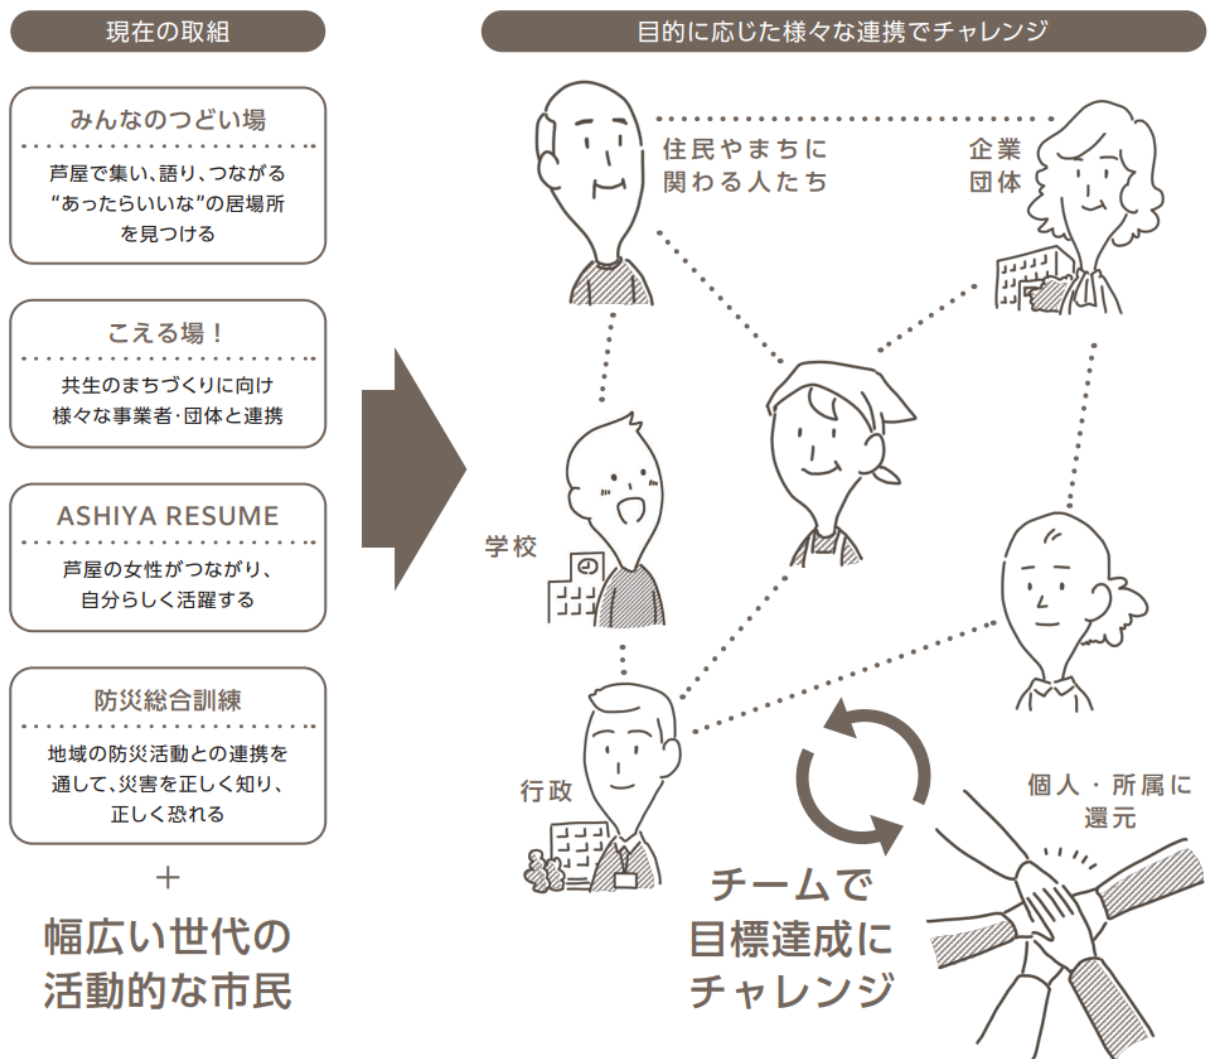 現在の取組
みんなのつどい場
芦屋で集い、語り、つながる
“あったらいいな”の居場所
を見つける
こえる場！
共生のまちづくりに向け
様々な事業者・団体と連携
ASHIYA RESUME
芦屋の女性がつながり、
自分らしく活躍する
防災総合訓練
地域の防災活動との連携を
通して、災害を正しく知り、
正しく恐れる
＋
幅広い世代の
活動的な市民
目的に応じた様々な連携でチャレンジ
住民やまちに
関わる人たち
企業
団体
学校
行政
個人・所属に
還元
チームで
目標達成に
チャレンジ